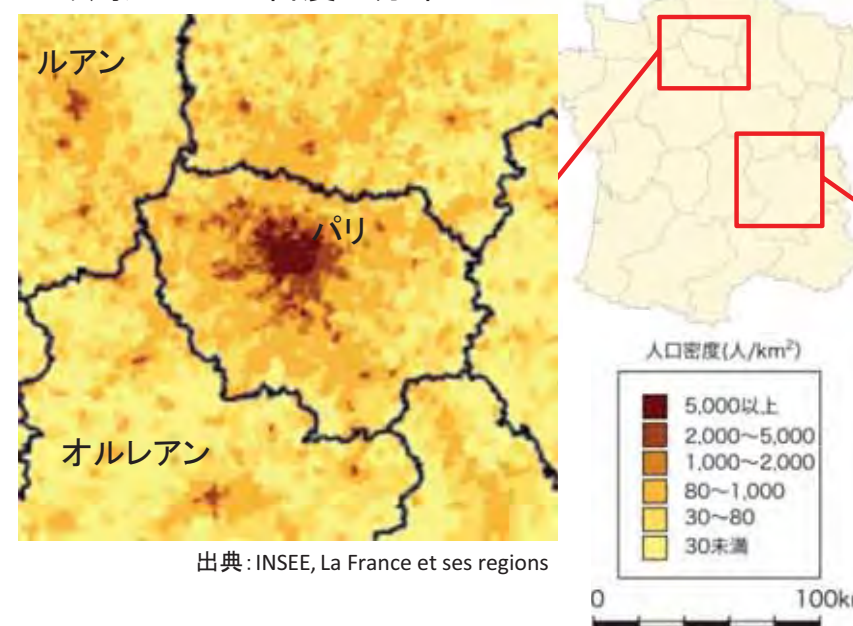 ルアン
パリ
オルレアン
出典：INSEE, La France et ses regions
人口密度(人/km²)
5,000以上
2,000～5,000
1,000～2,000
80～1,000
30～80
30未満
0 100k